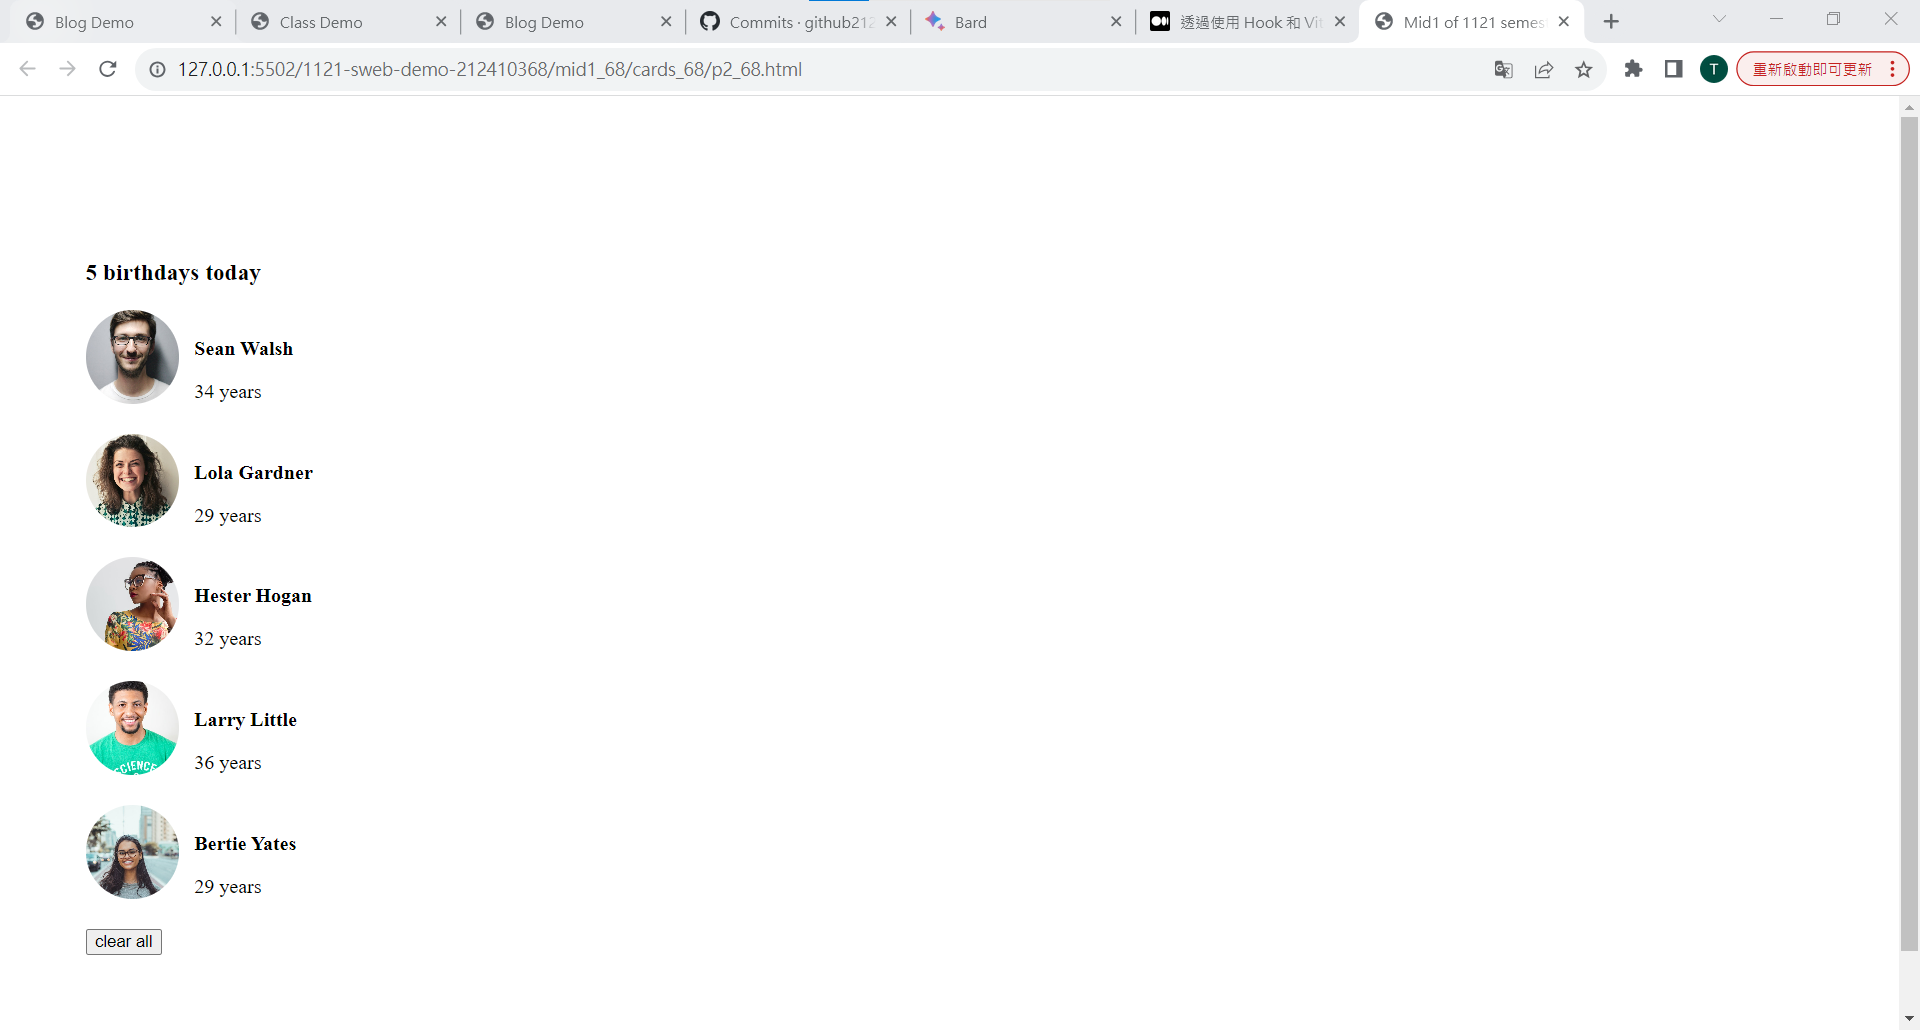 Blog Demo
Class Demo
Blog Demo
Commits · github212
Bard
透過使用 Hook 和 Vit
Mid1 of 1121 semes
127.0.0.1:5502/1121-sweb-demo-212410368/mid1_68/cards_68/p2_68.html
T
重新啟動即可更新
5 birthdays today
Sean Walsh
34 years
Lola Gardner
29 years
Hester Hogan
32 years
Larry Little
36 years
SCIENCE
Bertie Yates
29 years
clear all